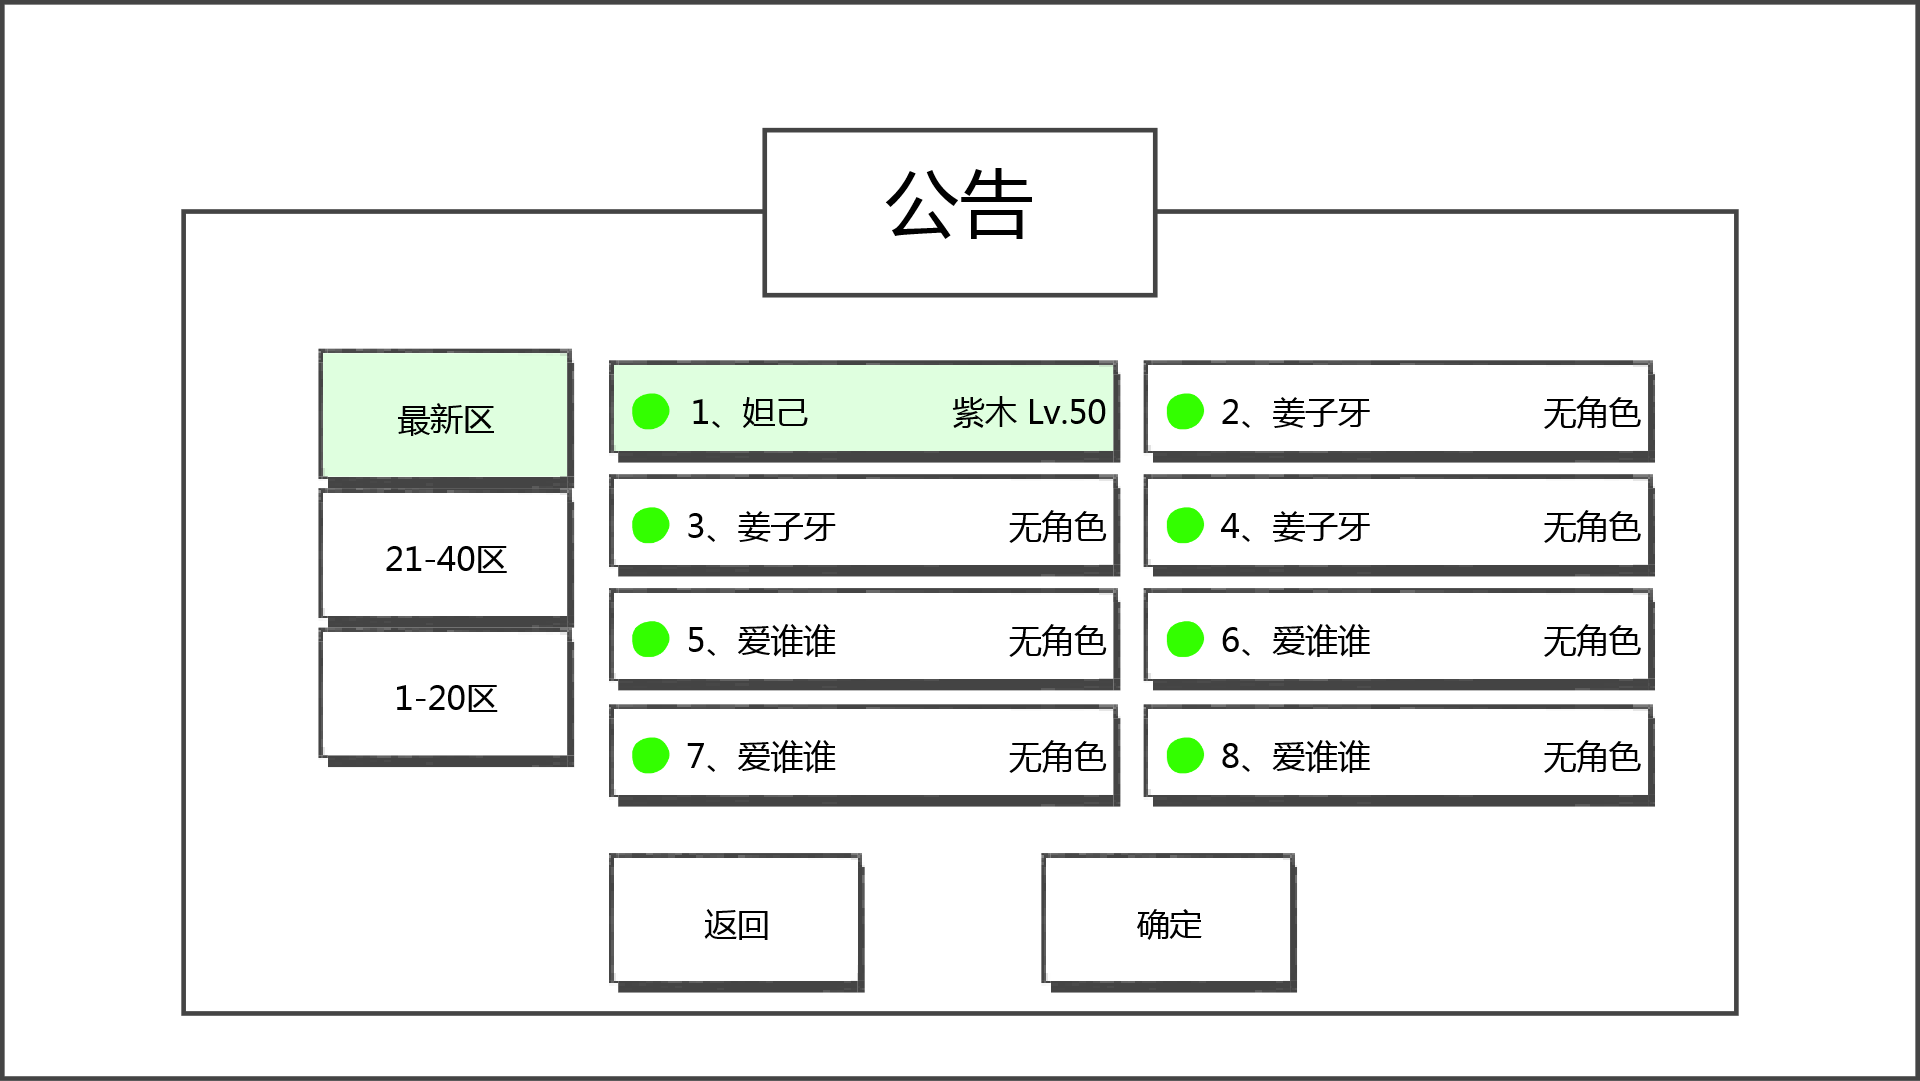 公告
最新区
21-40区
1-20区
1、妲己 紫木 Lv.50
2、姜子牙 无角色
3、姜子牙 无角色
4、姜子牙 无角色
5、爱谁谁 无角色
6、爱谁谁 无角色
7、爱谁谁 无角色
8、爱谁谁 无角色
返回
确定